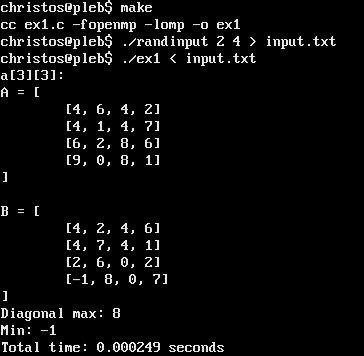 christos@pleb$ make
cc ex1.c -fopenmp -lomp -o ex1
christos@pleb$ ./randinput 2 4 > input.txt
christos@pleb$ ./ex1 < input.txt
a[3][3]:
A = [
        [4, 6, 4, 2]
        [4, 1, 4, 7]
        [6, 2, 8, 6]
        [9, 0, 8, 1]
]

B = [
        [4, 2, 4, 6]
        [4, 7, 4, 1]
        [2, 6, 0, 2]
        [-1, 8, 0, 7]
]
Diagonal max: 8
Min: -1
Total time: 0.000249 seconds